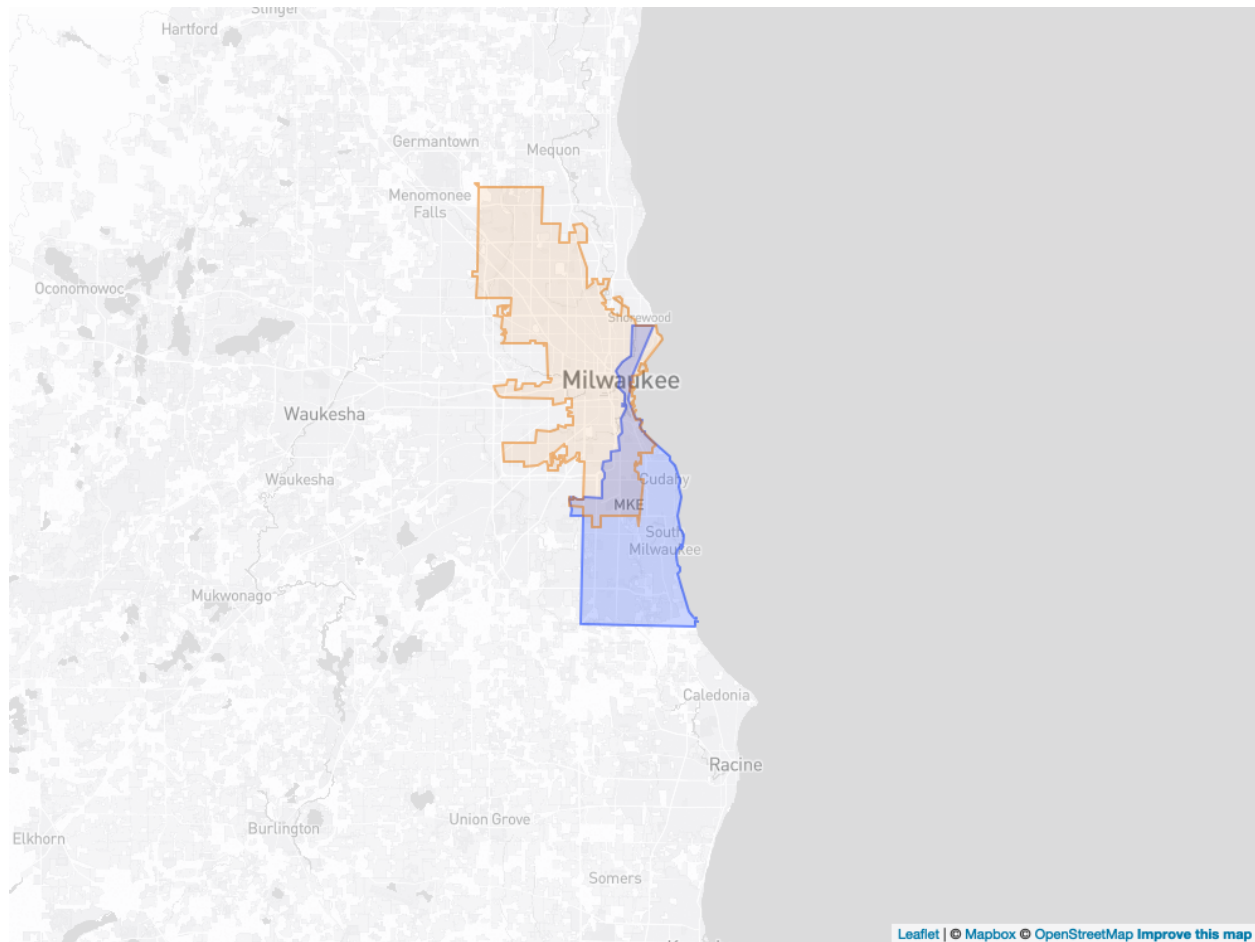 Slinger
Hartford
Germantown
Mequon
Menomonee
Falls
Oconomowoc
Shorewood
Milwaukee
Waukesha
Waukesha
Cudahy
MKE
South
Milwaukee
Mukwonago
Caledonia
Racine
Union Grove
Burlington
Elkhorn
Somers
Leaflet | © Mapbox © OpenStreetMap Improve this map